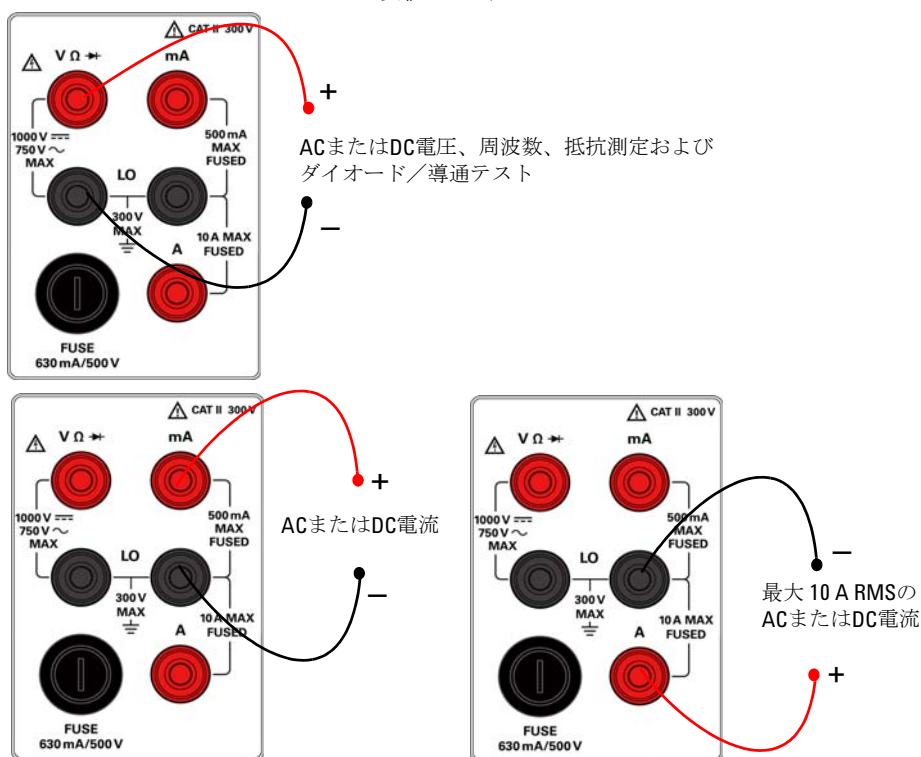 CAT II 300V
V Ω
mA
1000 V
750 V
MAX
500 mA
MAX
FUSED
LO
300 V
MAX
A
10 A MAX
FUSED
FUSE
630 mA/500 V
+
ACまたはDC電圧、周波数、抵抗測定および
ダイオード／導通テスト
−
CAT II 300V
V Ω
mA
1000 V
750 V
MAX
500 mA
MAX
FUSED
LO
300 V
MAX
A
10 A MAX
FUSED
FUSE
630 mA/500 V
+
ACまたはDC電流
−
CAT II 300 V
V Ω
mA
1000 V
750 V
MAX
500 mA
MAX
FUSED
LO
300 V
MAX
A
10 A MAX
FUSED
FUSE
630 mA/500 V
−
最大 10 A RMSの
ACまたはDC電流
+